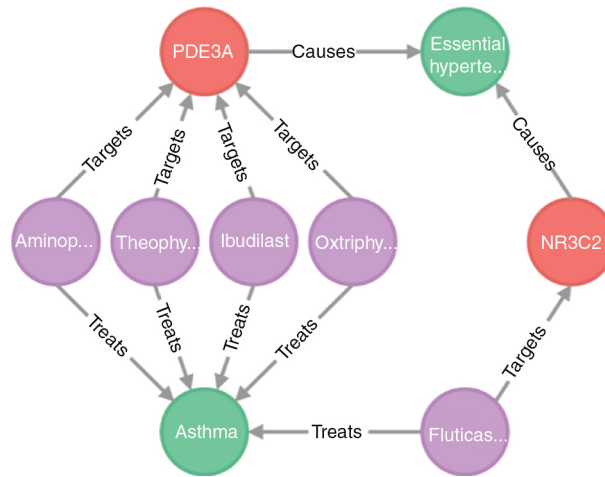 PDE3A
Causes
Essential
hyperte...
Targets
Targets
Targets
Targets
Causes
Aminop...
Theophy...
Ibudilast
Oxtriphy...
NR3C2
Treats
Treats
Treats
Treats
Targets
Asthma
Treats
Fluticas...